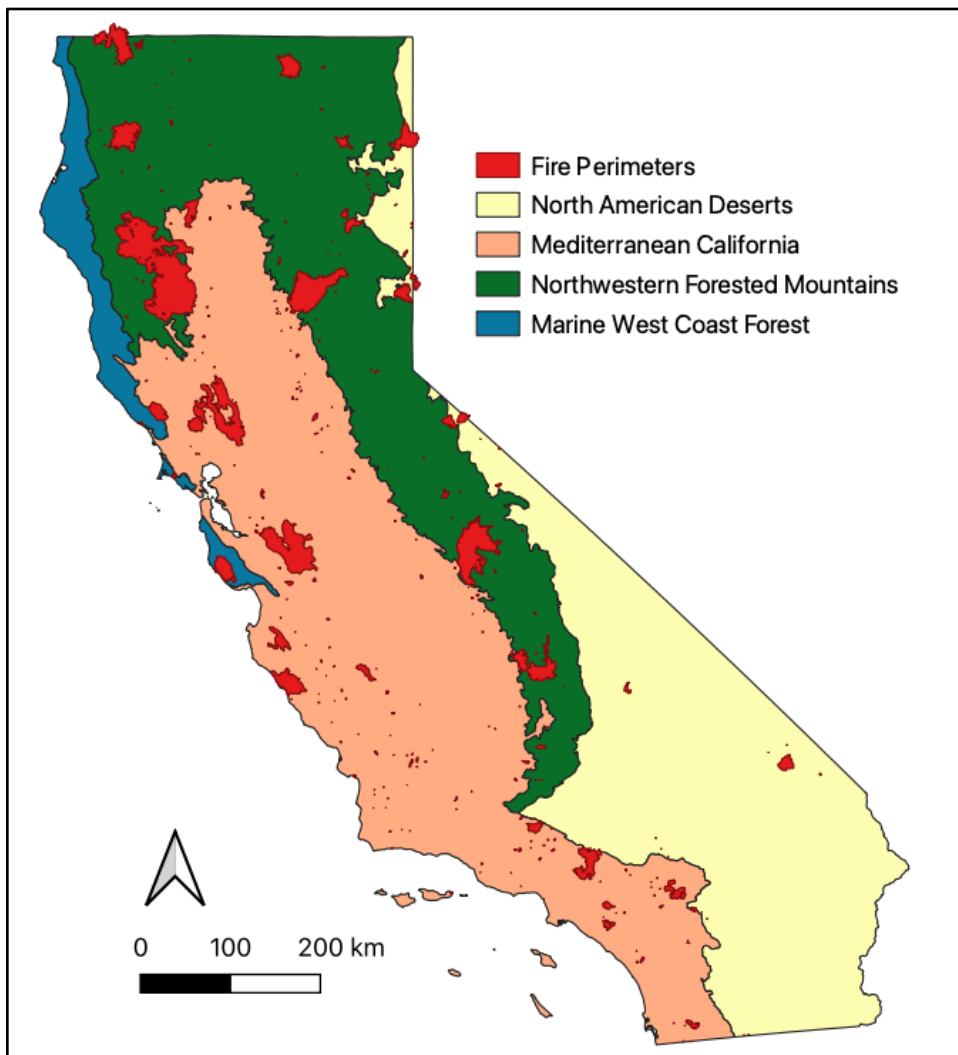 Fire Perimeters
North American Deserts
Mediterranean California
Northwestern Forested Mountains
Marine West Coast Forest
0 100 200 km